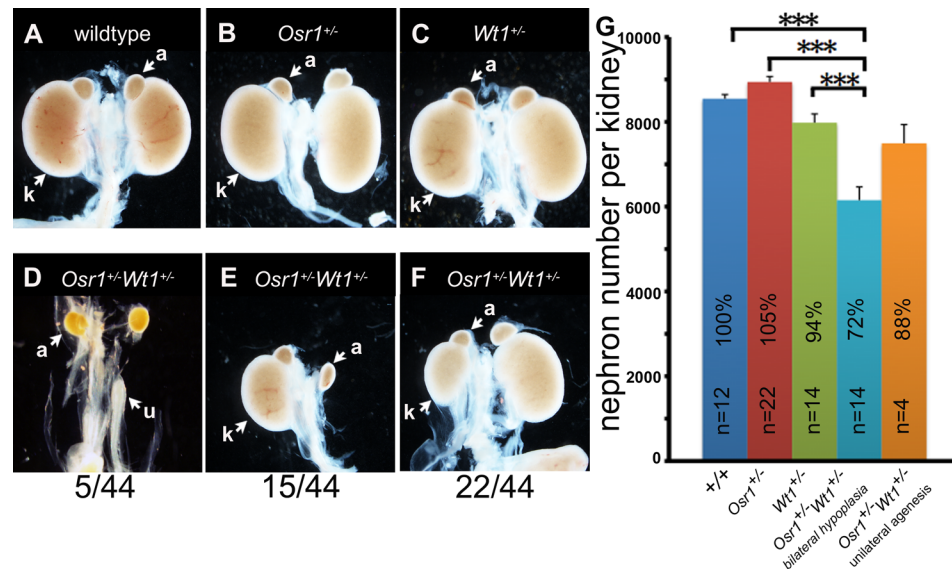 A wildtype
a
k
B Osr1+/-
a
k
C Wt1+/-
a
k
D Osr1+/-Wt1+/-
a
u
5/44
E Osr1+/-Wt1+/-
a
k
15/44
F Osr1+/-Wt1+/-
a
k
22/44
G
***
***
***
nephron number per kidney
10000
8000
6000
4000
2000
0
100%
n=12
105%
n=22
94%
n=14
72%
n=14
88%
n=4
+/+
Osr1+/-
Wt1+/-
Osr1+/-Wt1+/-
bilateral hypoplasia
Osr1+/-Wt1+/-
unilateral agenesis